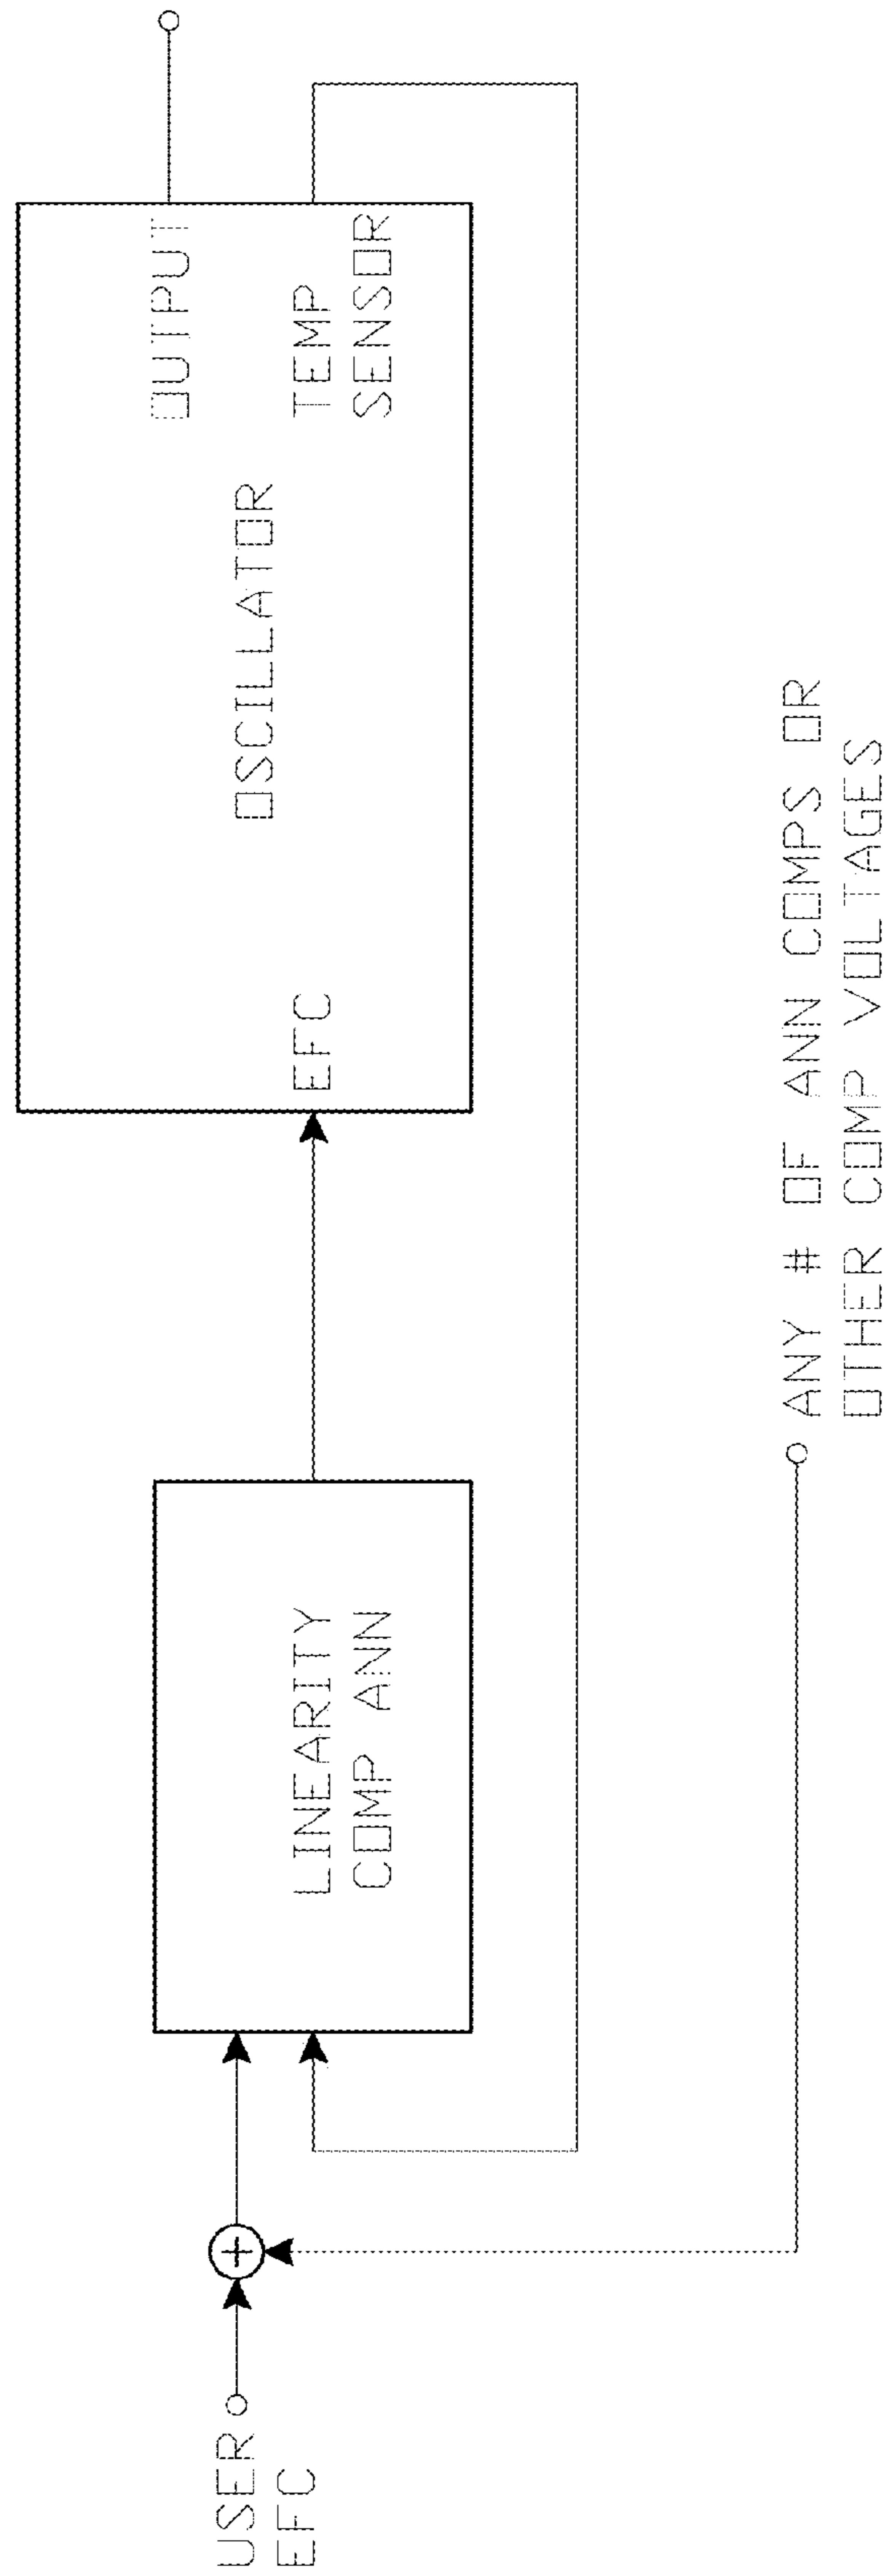 USER
EFC
LINEARITY
COMP ANN
EFC
OSCILLATOR
OUTPUT
TEMP
SENSOR
ANY # OF ANN COMPS OR
OTHER COMP VOLTAGES